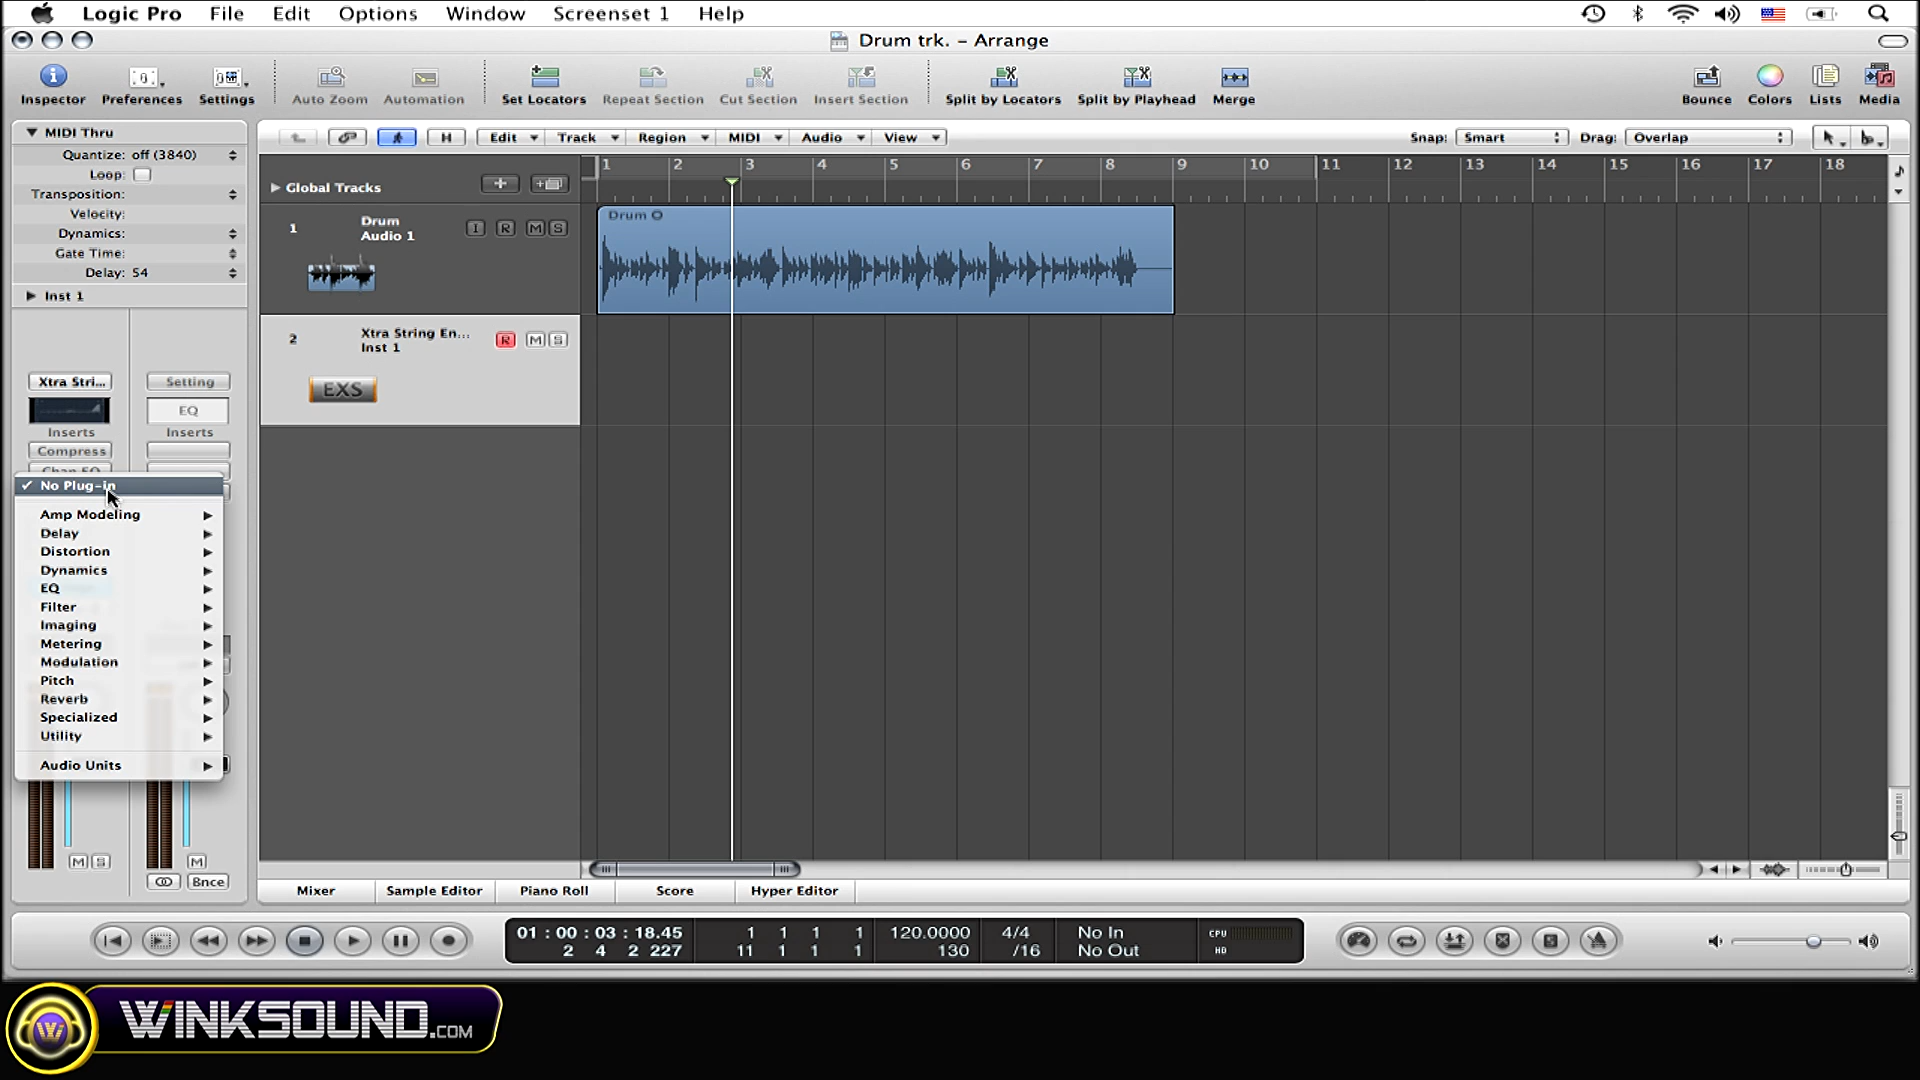 Logic Pro File Edit Options Window Screenset 1 Help
Drum trk. – Arrange
Inspector Preferences Settings Auto Zoom Automation Set Locators Repeat Section Cut Section Insert Section Split by Locators Split by Playhead Merge Bounce Colors Lists Media
MIDI Thru
Quantize: off (3840)
Loop:
Transposition:
Velocity:
Dynamics:
Gate Time:
Delay: 54
Inst 1
H Edit Track Region MIDI Audio View Snap: Smart Drag: Overlap
Global Tracks
1 2 3 4 5 6 7 8 9 10 11 12 13 14 15 16 17 18
1 Drum I R M S
Audio 1
Drum
2 Xtra String En... R M S
Inst 1
EXS
Xtra Stri... Setting
EQ
Inserts Inserts
Compress
Chan EQ
✓ No Plug-in
Amp Modeling
Delay
Distortion
Dynamics
EQ
Filter
Imaging
Metering
Modulation
Pitch
Reverb
Specialized
Utility
Audio Units
M S M
Bnce
Mixer Sample Editor Piano Roll Score Hyper Editor
01 : 00 : 03 : 18.45 1 1 1 1 120.0000 4/4 No In CPU
2 4 2 227 11 1 1 1 130 /16 No Out HD
W WINKSOUND.COM